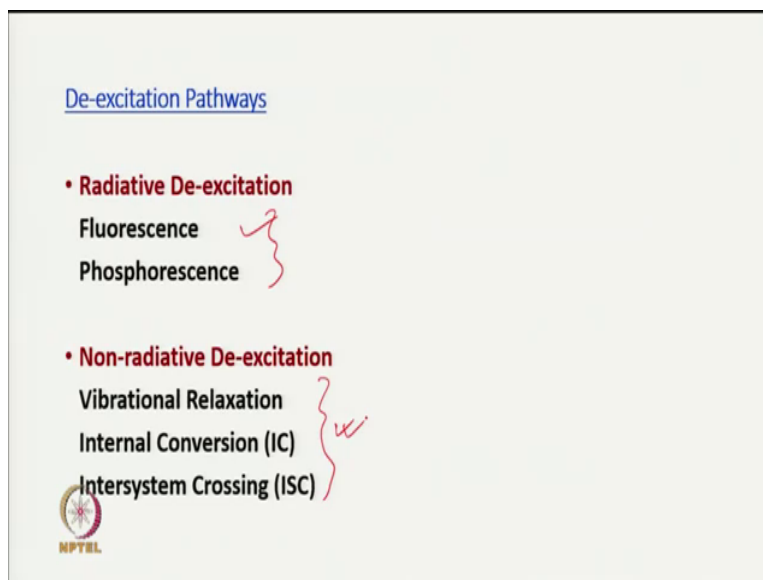 De-excitation Pathways
• Radiative De-excitation
Fluorescence
Phosphorescence
• Non-radiative De-excitation
Vibrational Relaxation
Internal Conversion (IC)
Intersystem Crossing (ISC)
NPTEL